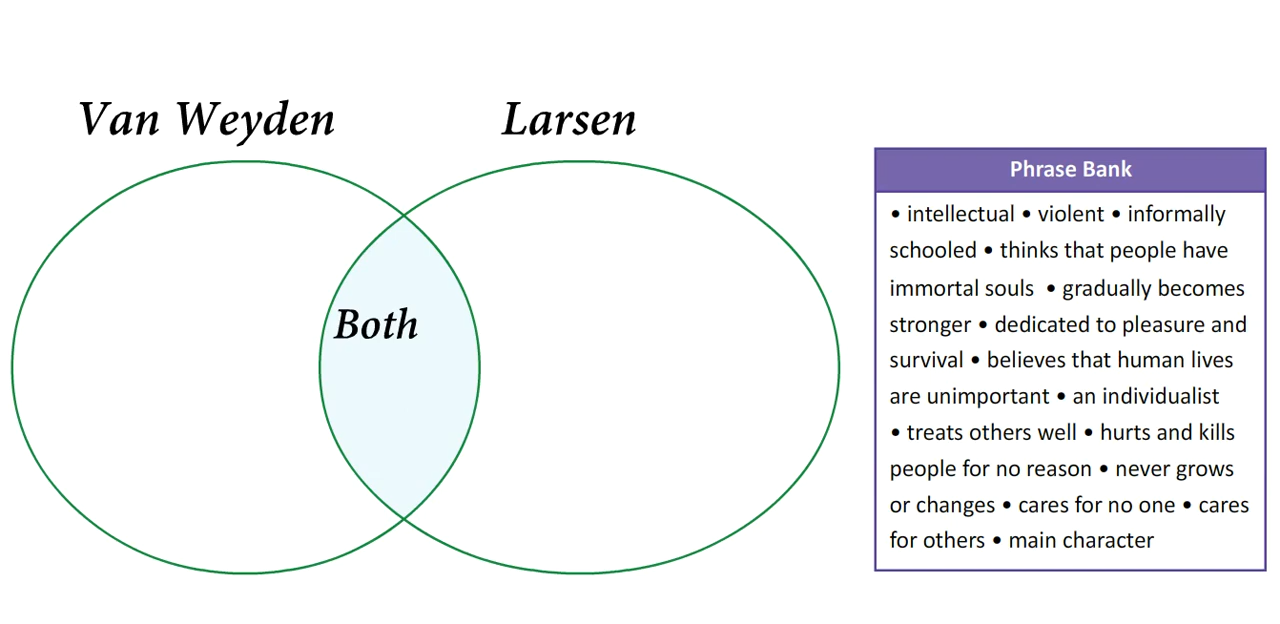 Van Weyden
Larsen
Both
Phrase Bank
• intellectual • violent • informally
schooled • thinks that people have
immortal souls • gradually becomes
stronger • dedicated to pleasure and
survival • believes that human lives
are unimportant • an individualist
• treats others well • hurts and kills
people for no reason • never grows
or changes • cares for no one • cares
for others • main character